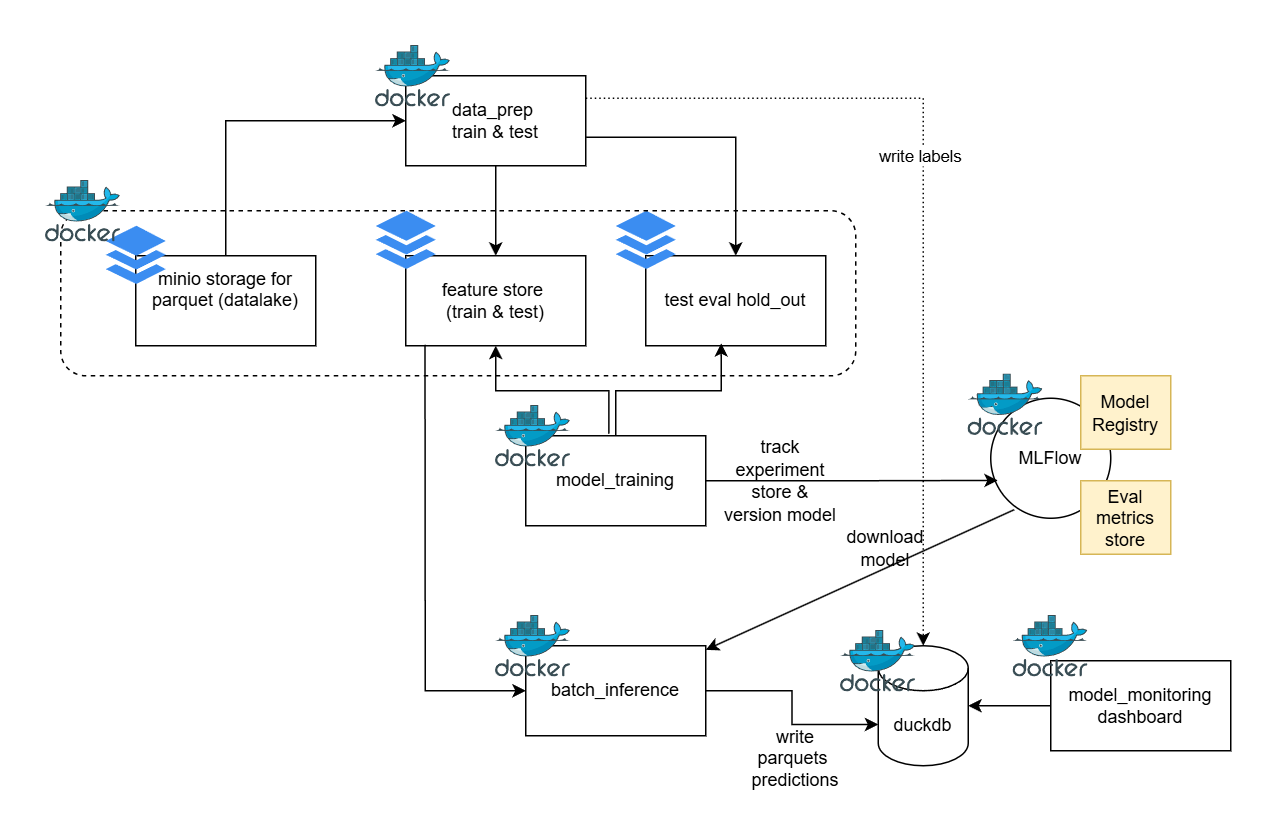 docker
data_prep
train & test
write labels
docker
minio storage for
parquet (datalake)
feature store
(train & test)
test eval hold_out
docker
model_training
track
experiment
store &
version model
docker
MLFlow
Model
Registry
Eval
metrics
store
download
model
docker
batch_inference
write
parquets
predictions
docker
duckdb
docker
model_monitoring
dashboard